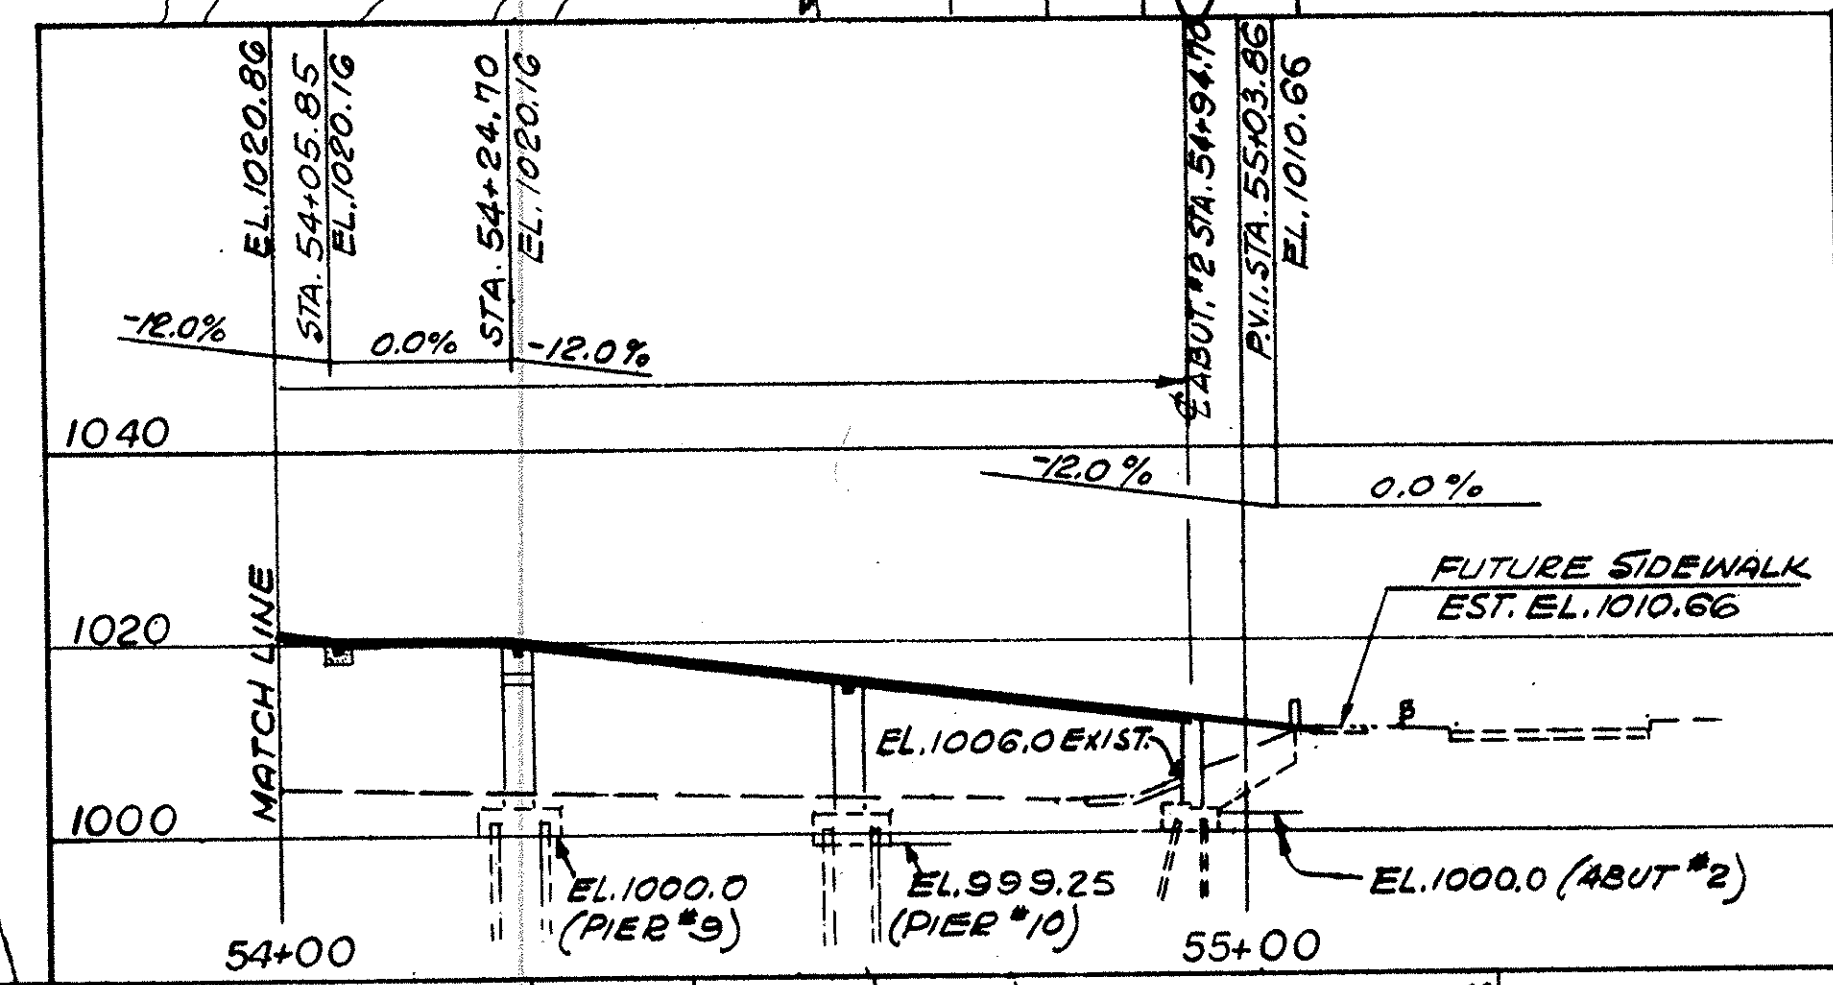 EL.1020.86
STA. 54+05.85
EL.1020.16
STA. 54+24.70
EL.1020.16
℄ ABUT.#2 STA. 54+94.70
P.V.I. STA. 55+03.86
EL.1010.66
-12.0%
0.0%
-12.0%
1040
-12.0%
0.0%
FUTURE SIDEWALK
EST. EL.1010.66
1020
MATCH LINE
EL.1006.0 EXIST.
1000
EL.1000.0
(PIER #9)
EL.999.25
(PIER #10)
EL.1000.0 (ABUT #2)
54+00
55+00